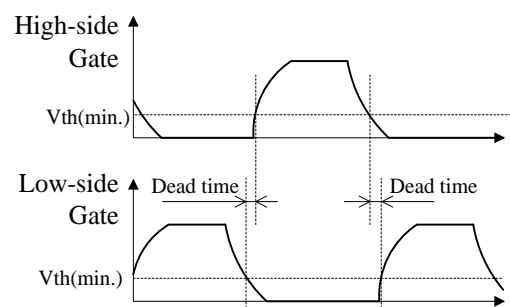 High-side
Gate
Vth(min.)
Low-side
Gate
Dead time
Dead time
Vth(min.)